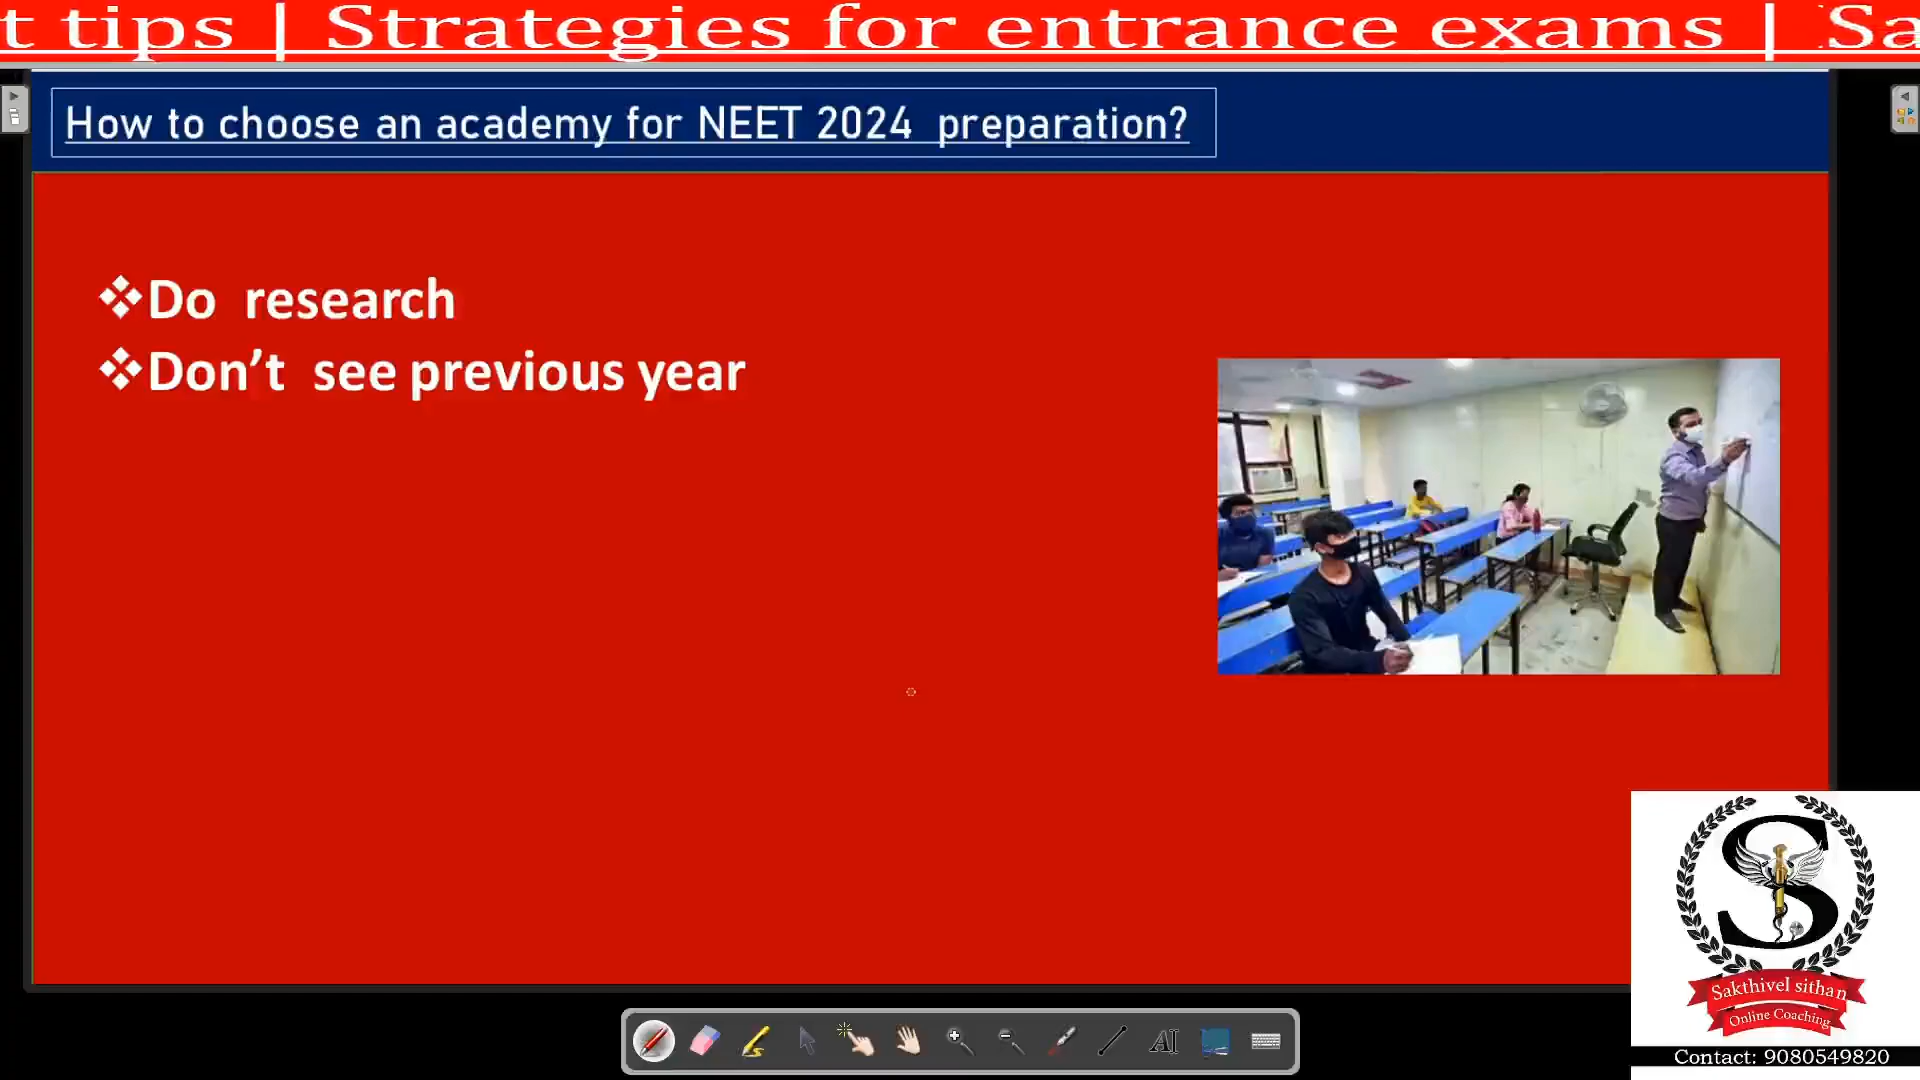 t tips | Strategies for entrance exams | Sa
How to choose an academy for NEET 2024 preparation?
❖Do research
❖Don’t see previous year
S
Sakthivel sithan
Online Coaching
Contact: 9080549820
AI